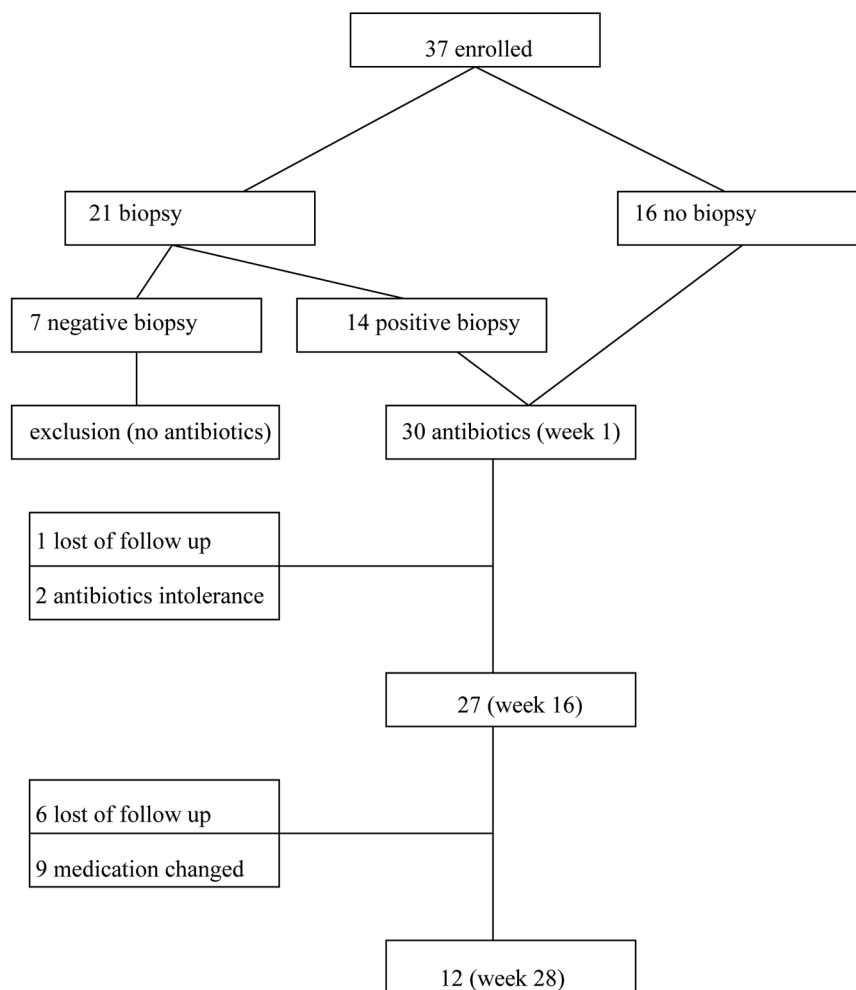 37 enrolled
21 biopsy
16 no biopsy
7 negative biopsy
14 positive biopsy
exclusion (no antibiotics)
30 antibiotics (week 1)
1 lost of follow up
2 antibiotics intolerance
27 (week 16)
6 lost of follow up
9 medication changed
12 (week 28)